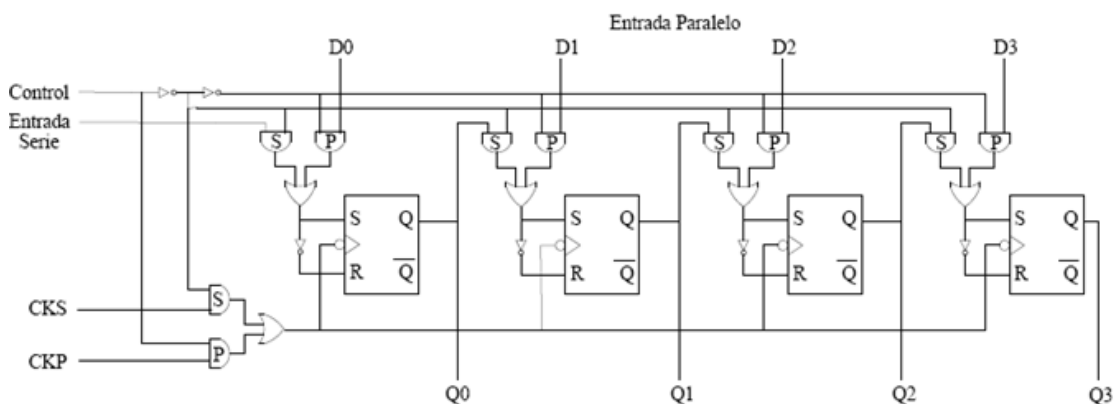 Entrada Paralelo
D0 D1 D2 D3
Control
Entrada
Serie
S P S P S P S P
S Q S Q S Q S Q
R Q R Q R Q R Q
CKS S
CKP P
Q0 Q1 Q2 Q3